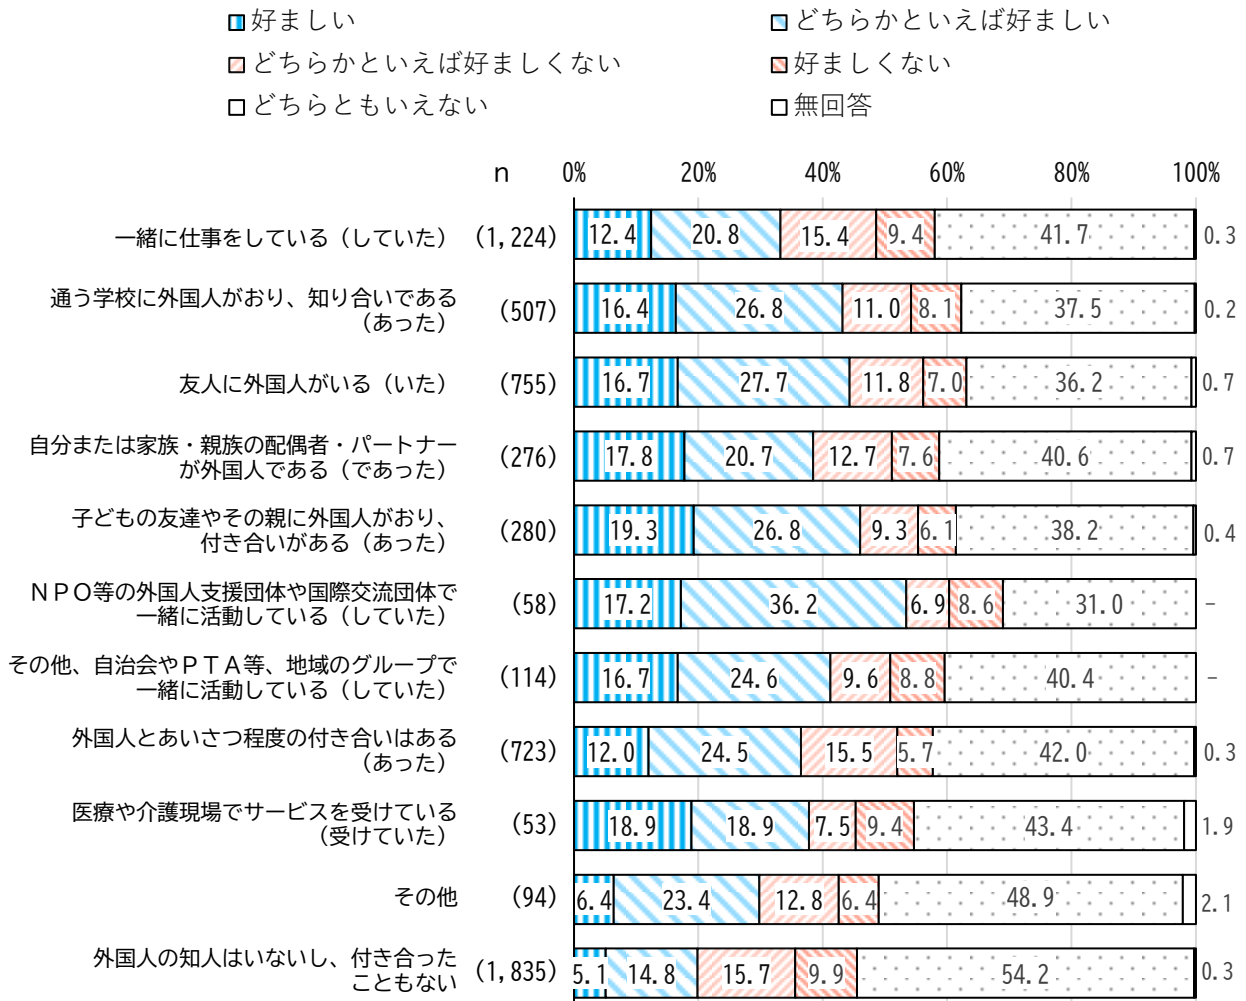 好ましい どちらかといえば好ましい
どちらかといえば好ましくない 好ましくない
どちらともいえない 無回答
n 0% 20% 40% 60% 80% 100%
一緒に仕事をしている（していた） (1,224) 12.4 20.8 15.4 9.4 41.7 0.3
通う学校に外国人がおり、知り合いである
（あった） (507) 16.4 26.8 11.0 8.1 37.5 0.2
友人に外国人がいる（いた） (755) 16.7 27.7 11.8 7.0 36.2 0.7
自分または家族・親族の配偶者・パートナー
が外国人である（であった） (276) 17.8 20.7 12.7 7.6 40.6 0.7
子どもの友達やその親に外国人がおり、
付き合いがある（あった） (280) 19.3 26.8 9.3 6.1 38.2 0.4
ＮＰＯ等の外国人支援団体や国際交流団体で
一緒に活動している（していた） (58) 17.2 36.2 6.9 8.6 31.0 -
その他、自治会やＰＴＡ等、地域のグループで
一緒に活動している（していた） (114) 16.7 24.6 9.6 8.8 40.4 -
外国人とあいさつ程度の付き合いはある
（あった） (723) 12.0 24.5 15.5 5.7 42.0 0.3
医療や介護現場でサービスを受けている
（受けていた） (53) 18.9 18.9 7.5 9.4 43.4 1.9
その他 (94) 6.4 23.4 12.8 6.4 48.9 2.1
外国人の知人はいないし、付き合った
こともない (1,835) 5.1 14.8 15.7 9.9 54.2 0.3